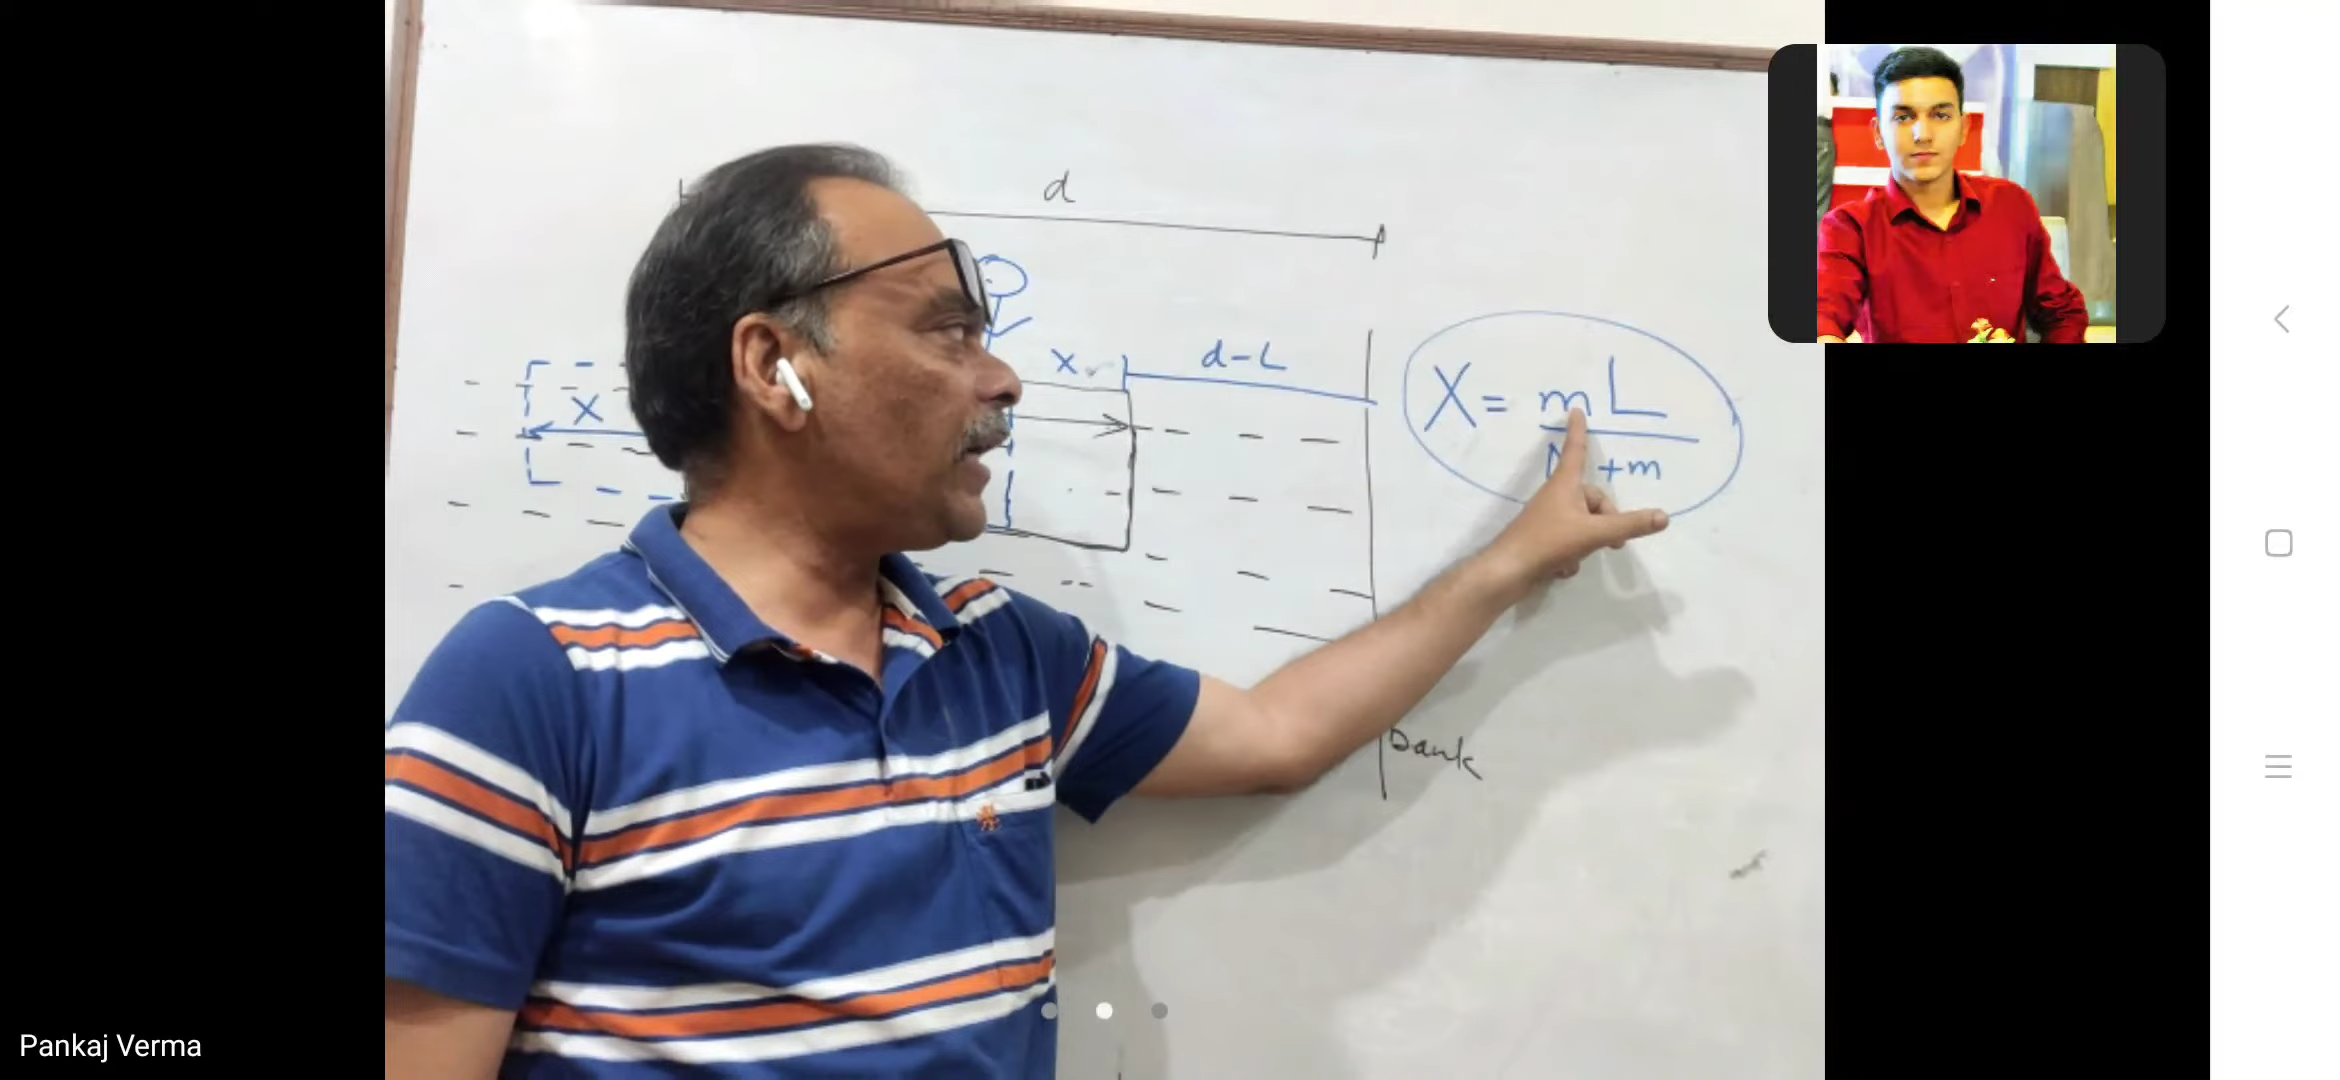 d
x
d-L
X
X = mL
+m
bank
Pankaj Verma